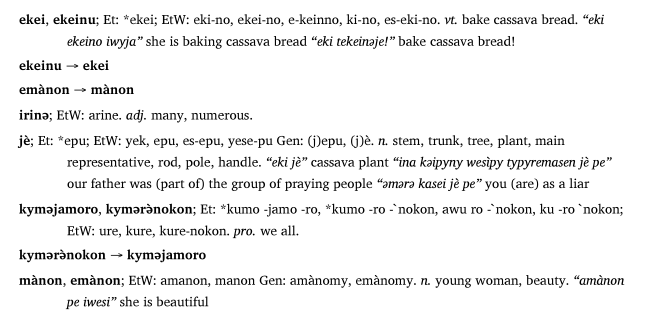 ekei, ekeinu; Et: *ekei; EtW: eki-no, ekei-no, e-keinno, ki-no, es-eki-no. vt. bake cassava bread. “eki
ekeino iwyja” she is baking cassava bread “eki tekeinəje!” bake cassava bread!
ekeinu → ekei
emànon → mànon
irinə; EtW: arine. adj. many, numerous.
jè; Et: *epu; EtW: yek, epu, es-epu, yese-pu Gen: (j)epu, (j)è. n. stem, trunk, tree, plant, main
representative, rod, pole, handle. “eki jè” cassava plant “ina kəipyny wesìpy typyremasen jè pe”
our father was (part of) the group of praying people “əmərə kasei jè pe” you (are) as a liar
kyməjamoro, kymərə̀nokon; Et: *kumo -jamo -ro, *kumo -ro -`nokon, awu ro -`nokon, ku -ro `nokon;
EtW: ure, kure, kure-nokon. pro. we all.
kymərə̀nokon → kyməjamoro
mànon, emànon; EtW: amanon, manon Gen: amànomy, emànomy. n. young woman, beauty. “amànon
pe iwesi” she is beautiful